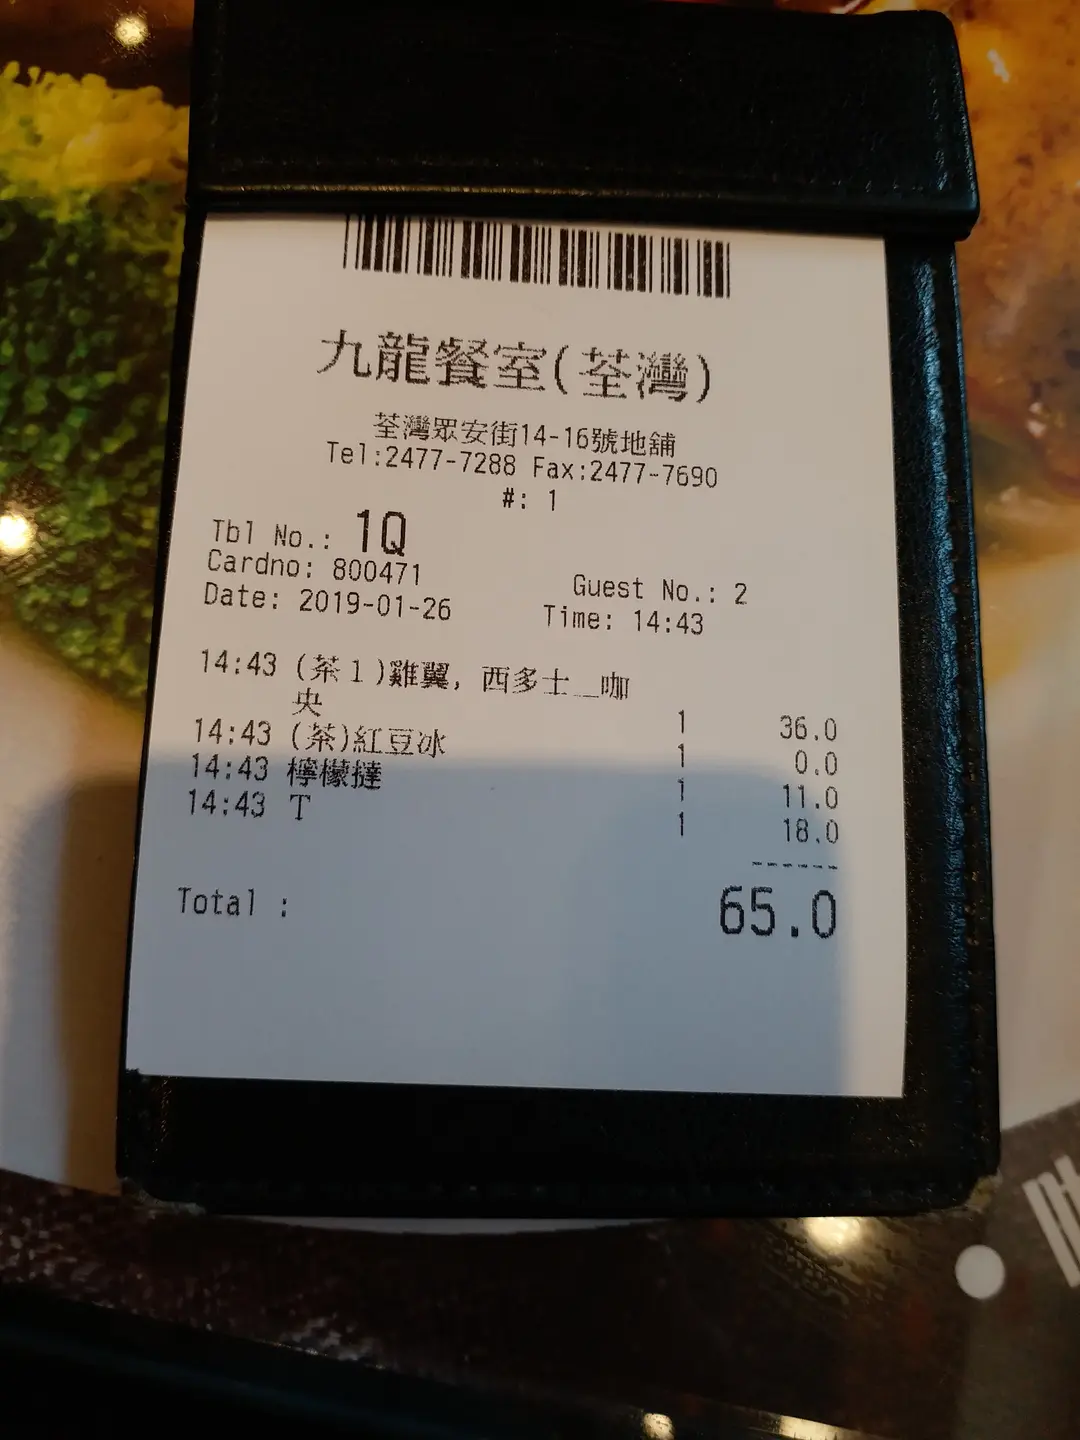 九龍餐室(荃灣)
荃灣眾安街14-16號地舖
Tel:2477-7288 Fax:2477-7690
#: 1
Tbl No.: 1Q
Cardno: 800471 Guest No.: 2
Date: 2019-01-26 Time: 14:43
14:43 (茶1)雞翼, 西多士__咖
央 1 36.0
14:43 (茶)紅豆冰 1 0.0
14:43 檸檬撻 1 11.0
14:43 T 1 18.0
------
Total : 65.0